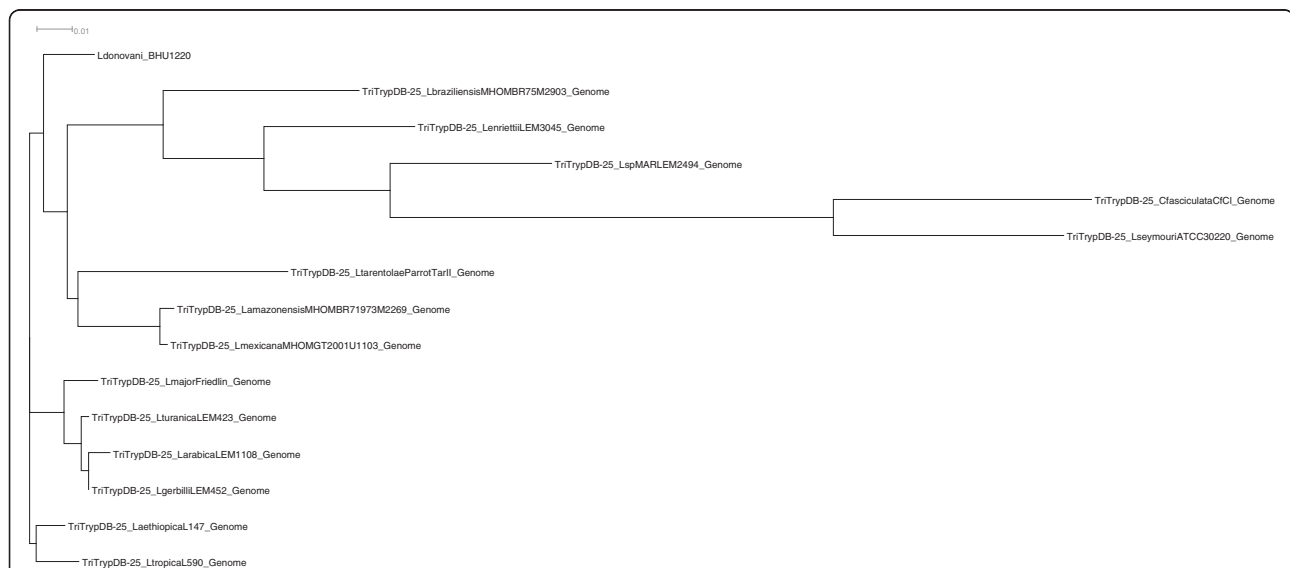 0.01
Ldonovani_BHU1220
TriTrypDB-25_LbraziliensisMHOMBR75M2903_Genome
TriTrypDB-25_LenriettiiLEM3045_Genome
TriTrypDB-25_LspMARLEM2494_Genome
TriTrypDB-25_CfasciculataCfCl_Genome
TriTrypDB-25_LseymouriATCC30220_Genome
TriTrypDB-25_LtarentolaeParrotTarII_Genome
TriTrypDB-25_LamazonensisMHOMBR71973M2269_Genome
TriTrypDB-25_LmexicanaMHOMGT2001U1103_Genome
TriTrypDB-25_LmajorFriedlin_Genome
TriTrypDB-25_LturanicaLEM423_Genome
TriTrypDB-25_LarabicaLEM1108_Genome
TriTrypDB-25_LgerbilliLEM452_Genome
TriTrypDB-25_LaethiopicaL147_Genome
TriTrypDB-25_LtropicaL590_Genome